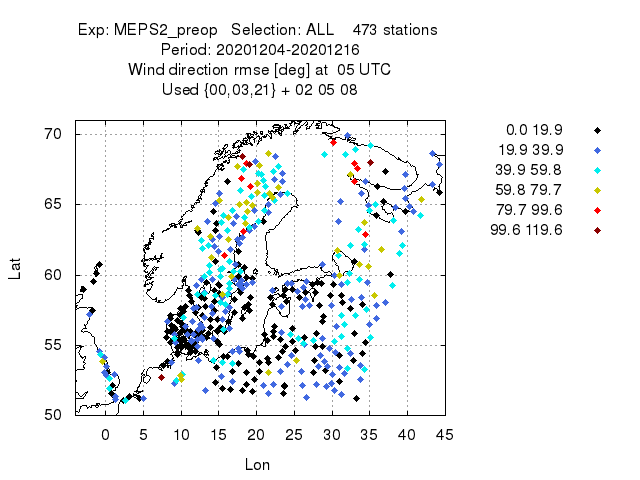 Exp: MEPS2_preop   Selection: ALL    473 stations
Period: 20201204-20201216
Wind direction rmse [deg] at  05 UTC
Used {00,03,21} + 02 05 08
0.0 19.9
19.9 39.9
39.9 59.8
59.8 79.7
79.7 99.6
99.6 119.6
70
65
60
55
50
Lat
0 5 10 15 20 25 30 35 40 45
Lon